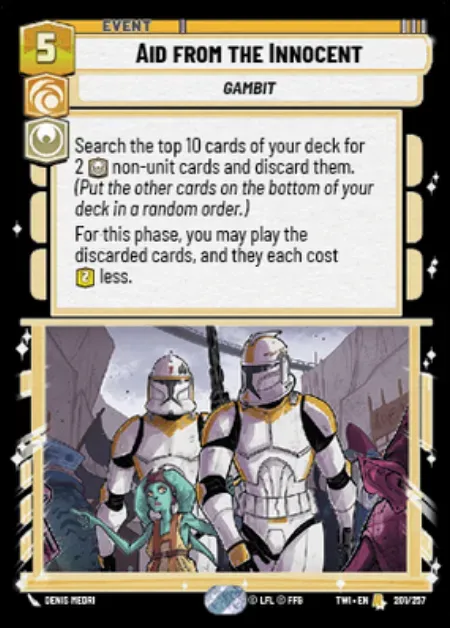 EVENT
5
AID FROM THE INNOCENT
GAMBIT
Search the top 10 cards of your deck for
2 non-unit cards and discard them.
(Put the other cards on the bottom of your
deck in a random order.)
For this phase, you may play the
discarded cards, and they each cost
2 less.
DENIS MEDRI
© LFL © FFG
TWI • EN
201/257